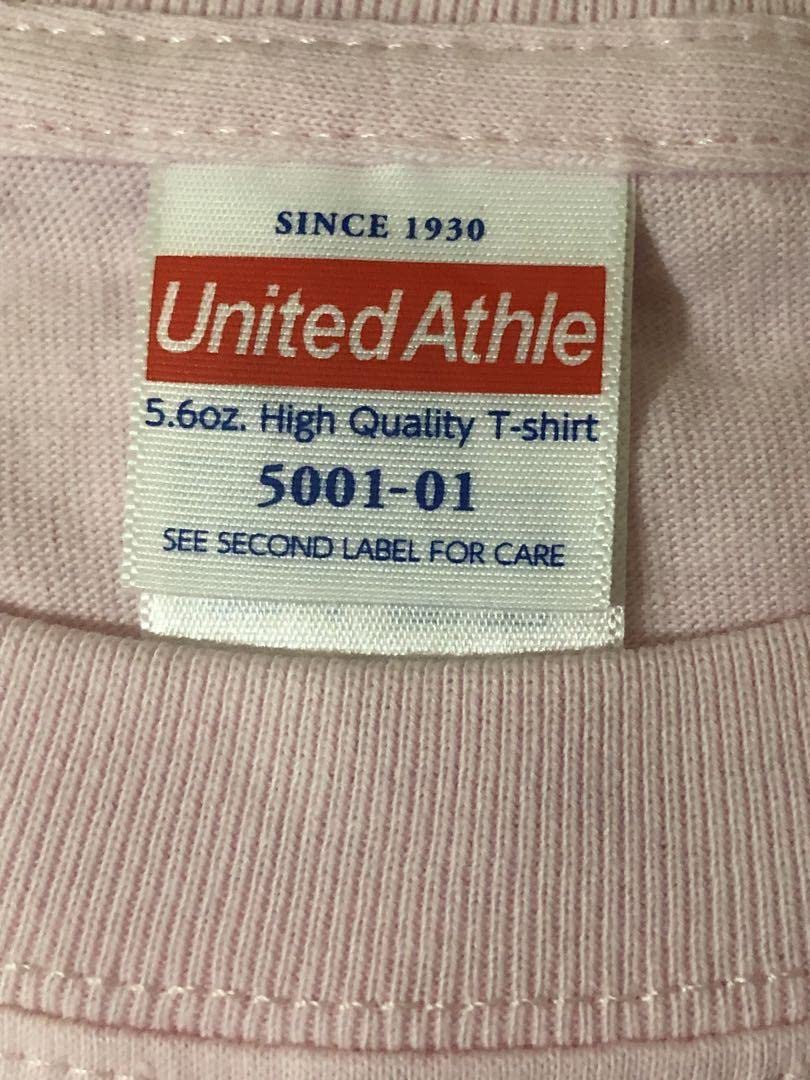 SINCE 1930
United Athle
5.6oz. High Quality T-shirt
5001-01
SEE SECOND LABEL FOR CARE